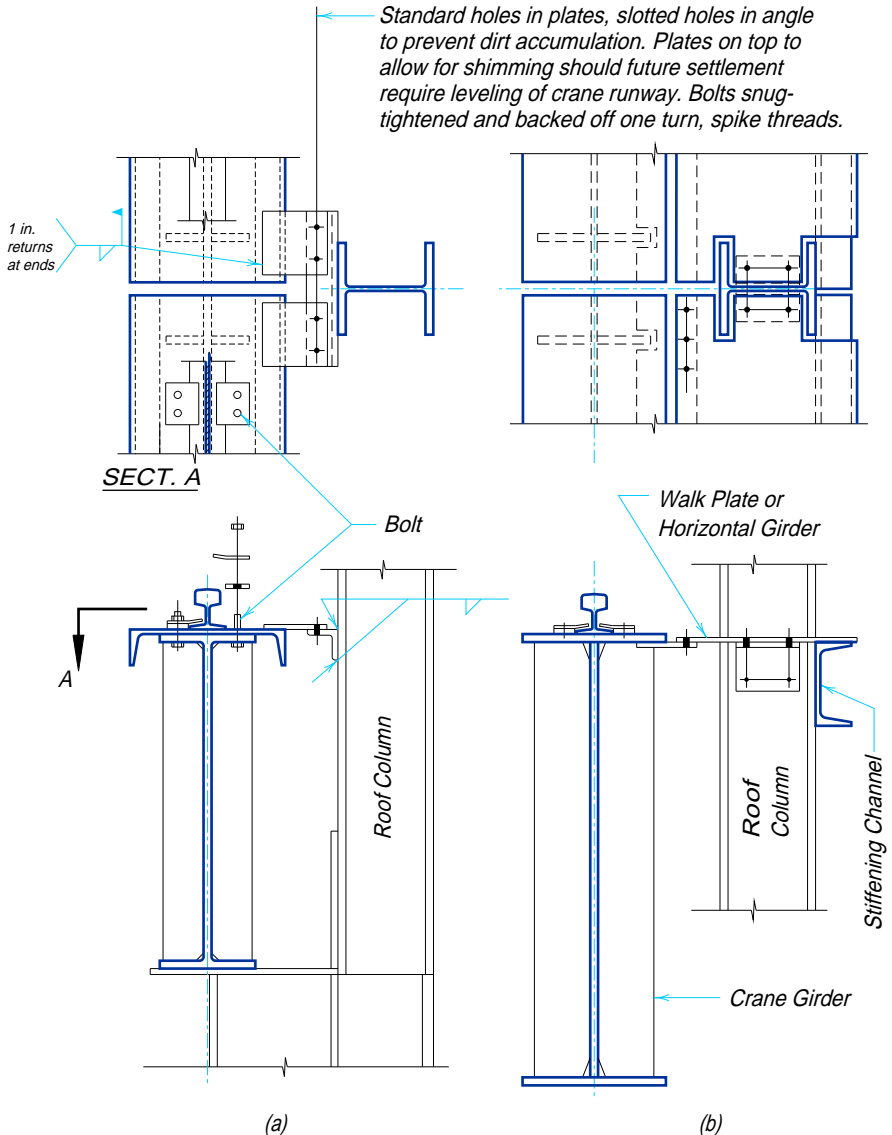 Standard holes in plates, slotted holes in angle
to prevent dirt accumulation. Plates on top to
allow for shimming should future settlement
require leveling of crane runway. Bolts snug-
tightened and backed off one turn, spike threads.
1 in.
returns
at ends
SECT. A
Bolt
Walk Plate or
Horizontal Girder
A
Roof Column
Roof
Column
Stiffening Channel
Crane Girder
(a)
(b)